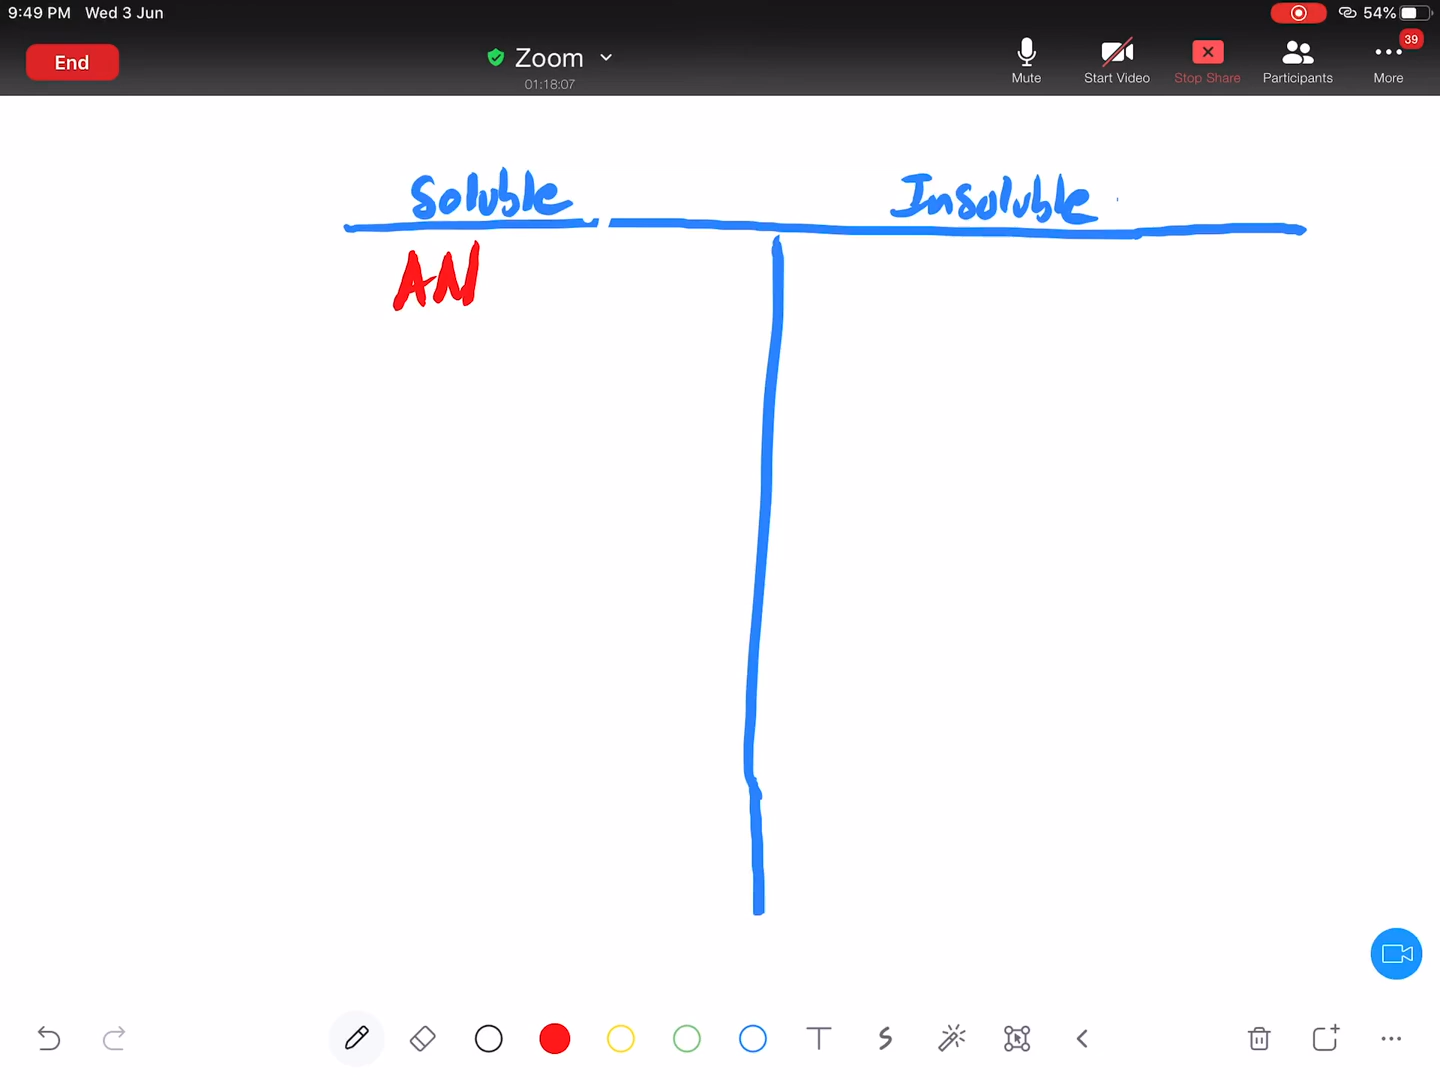 9:49 PM Wed 3 Jun
54%
End
Zoom
01:18:07
Mute
Start Video
Stop Share
Participants
39
More
Soluble
Insoluble
AN
T